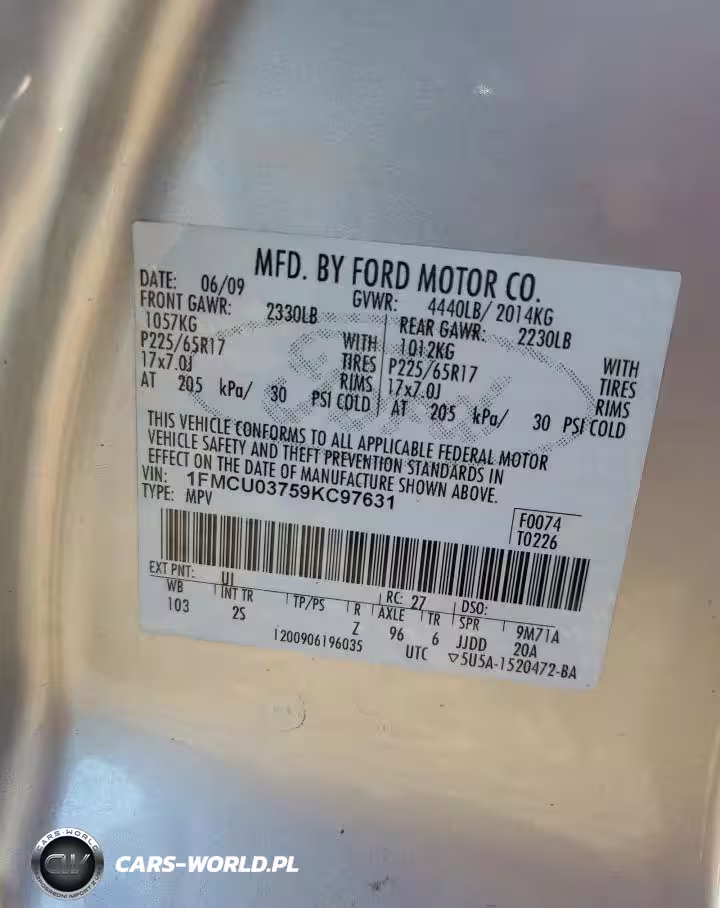 MFD. BY FORD MOTOR CO.
DATE: 06/09 GVWR: 4440LB/ 2014KG
FRONT GAWR: 2330LB REAR GAWR: 2230LB
1057KG WITH 1012KG WITH
P225/65R17 TIRES P225/65R17 TIRES
17x7.0J RIMS 17x7.0J RIMS
AT 205 kPa/ 30 PSI COLD AT 205 kPa/ 30 PSI COLD
THIS VEHICLE CONFORMS TO ALL APPLICABLE FEDERAL MOTOR
VEHICLE SAFETY AND THEFT PREVENTION STANDARDS IN
EFFECT ON THE DATE OF MANUFACTURE SHOWN ABOVE.
VIN: 1FMCU03759KC97631
TYPE: MPV
F0074
T0226
EXT PNT: UI RC: 27 DSO:
WB INT TR TP/PS R AXLE TR SPR 9M71A
103 25 Z 96 6 JJDD 20A
1200906196035 UTC ▽5U5A-1520472-BA
CARS-WORLD
CW
CARS-WORLD.PL